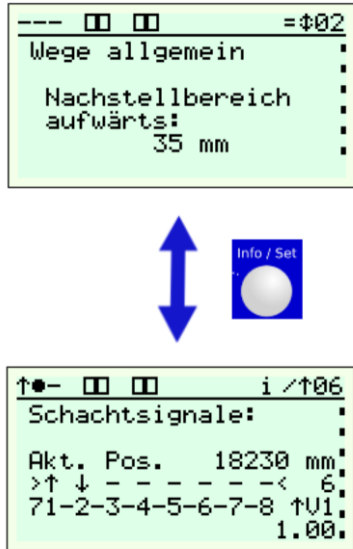 --- =⇕02
Wege allgemein
Nachstellbereich
aufwärts:
35 mm
Info / Set
↑●- i /↑06
Schachtsignale:
Akt. Pos. 18230 mm
>↑ ↓ - - - - - -< 6
71-2-3-4-5-6-7-8 ↑V1
1.00